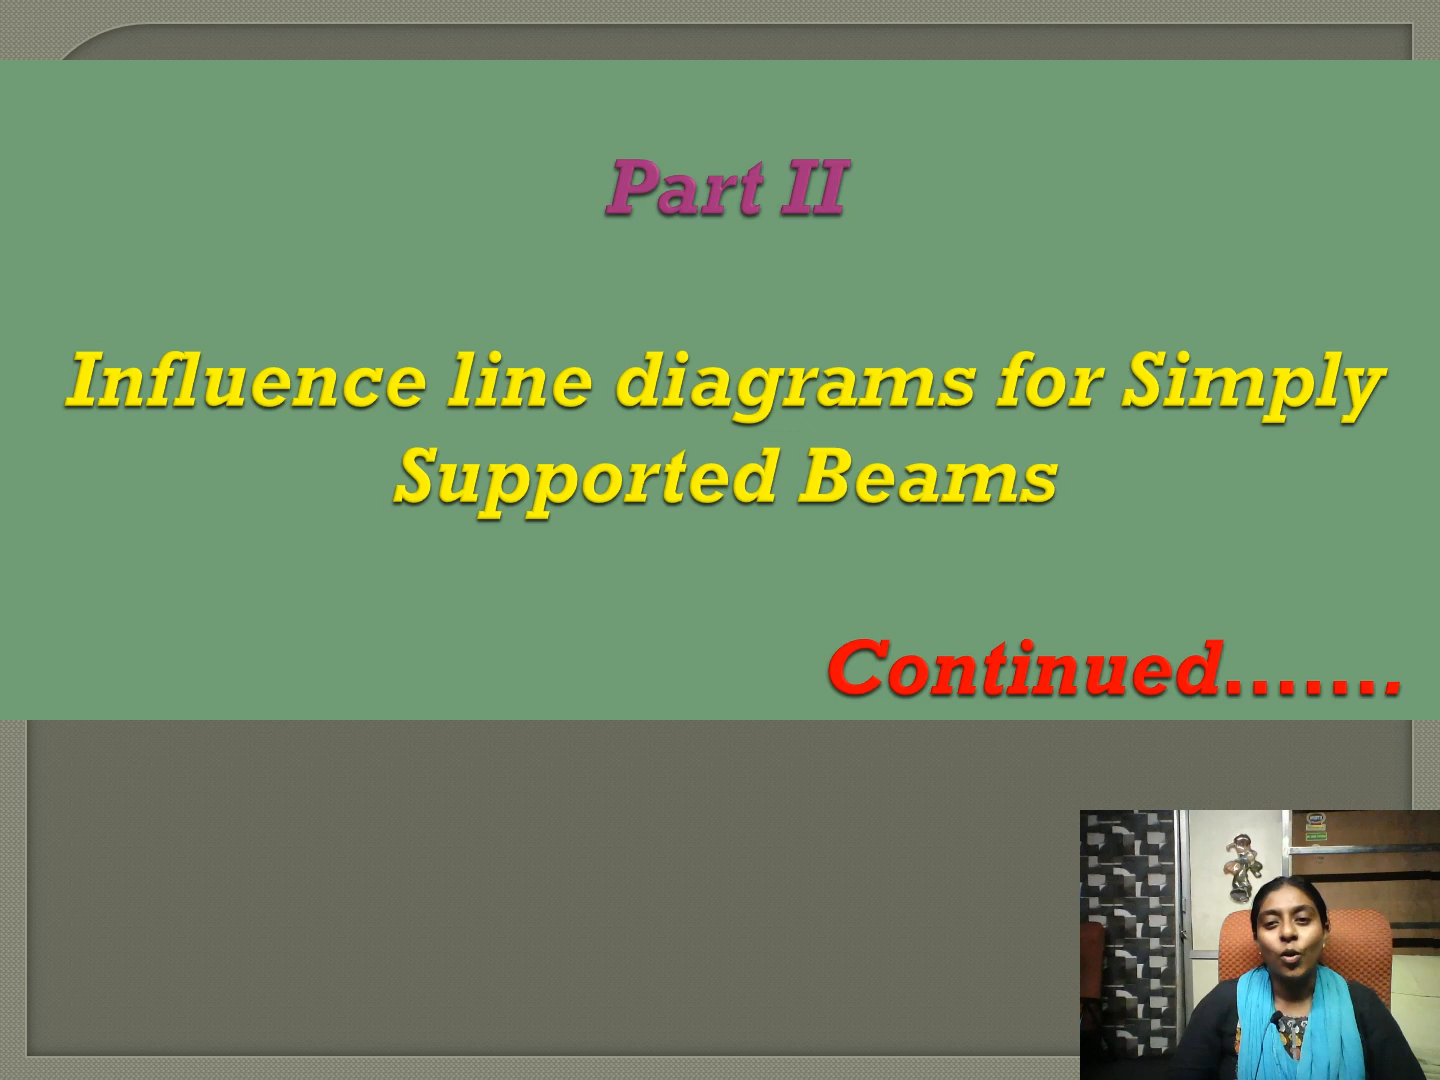 Part II
Influence line diagrams for Simply
Supported Beams
Continued.......